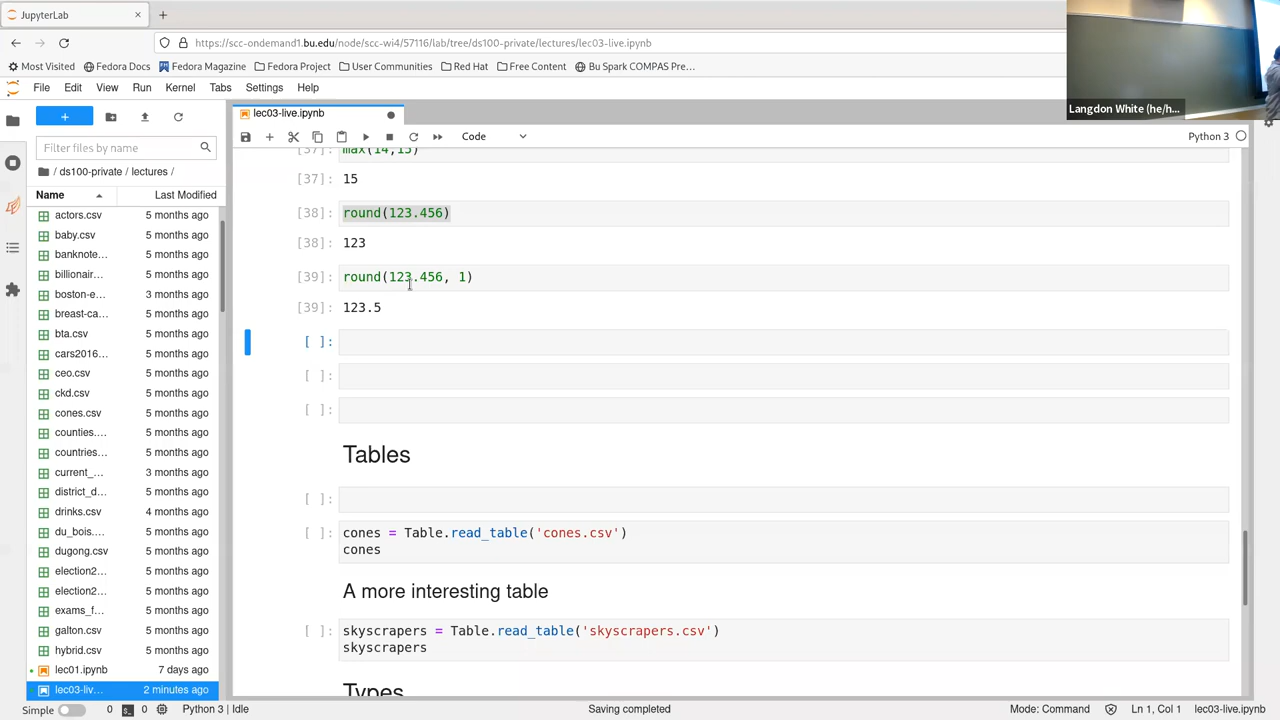 JupyterLab
https://scc-ondemand1.bu.edu/node/scc-wi4/57116/lab/tree/ds100-private/lectures/lec03-live.ipynb
Most Visited Fedora Docs Fedora Magazine Fedora Project User Communities Red Hat Free Content Bu Spark COMPAS Pre…
Langdon White (he/h...
File Edit View Run Kernel Tabs Settings Help
lec03-live.ipynb
Code
Python 3
Filter files by name
/ ds100-private / lectures /
Name Last Modified
actors.csv 5 months ago
baby.csv 5 months ago
banknote… 5 months ago
billionair… 5 months ago
boston-e… 3 months ago
breast-ca… 5 months ago
bta.csv 5 months ago
cars2016… 5 months ago
ceo.csv 5 months ago
ckd.csv 5 months ago
cones.csv 5 months ago
counties.… 5 months ago
countries… 5 months ago
current_… 3 months ago
district_d… 5 months ago
drinks.csv 4 months ago
du_bois.… 5 months ago
dugong.csv 5 months ago
election2… 5 months ago
election2… 5 months ago
exams_f… 5 months ago
galton.csv 5 months ago
hybrid.csv 5 months ago
lec01.ipynb 7 days ago
lec03-liv… 2 minutes ago
[37]: max(14,15)
[37]: 15
[38]: round(123.456)
[38]: 123
[39]: round(123.456, 1)
[39]: 123.5
[ ]:
[ ]:
[ ]:
Tables
[ ]:
[ ]: cones = Table.read_table('cones.csv')
cones
A more interesting table
[ ]: skyscrapers = Table.read_table('skyscrapers.csv')
skyscrapers
Types
Simple 0 0 Python 3 | Idle Saving completed Mode: Command Ln 1, Col 1 lec03-live.ipynb